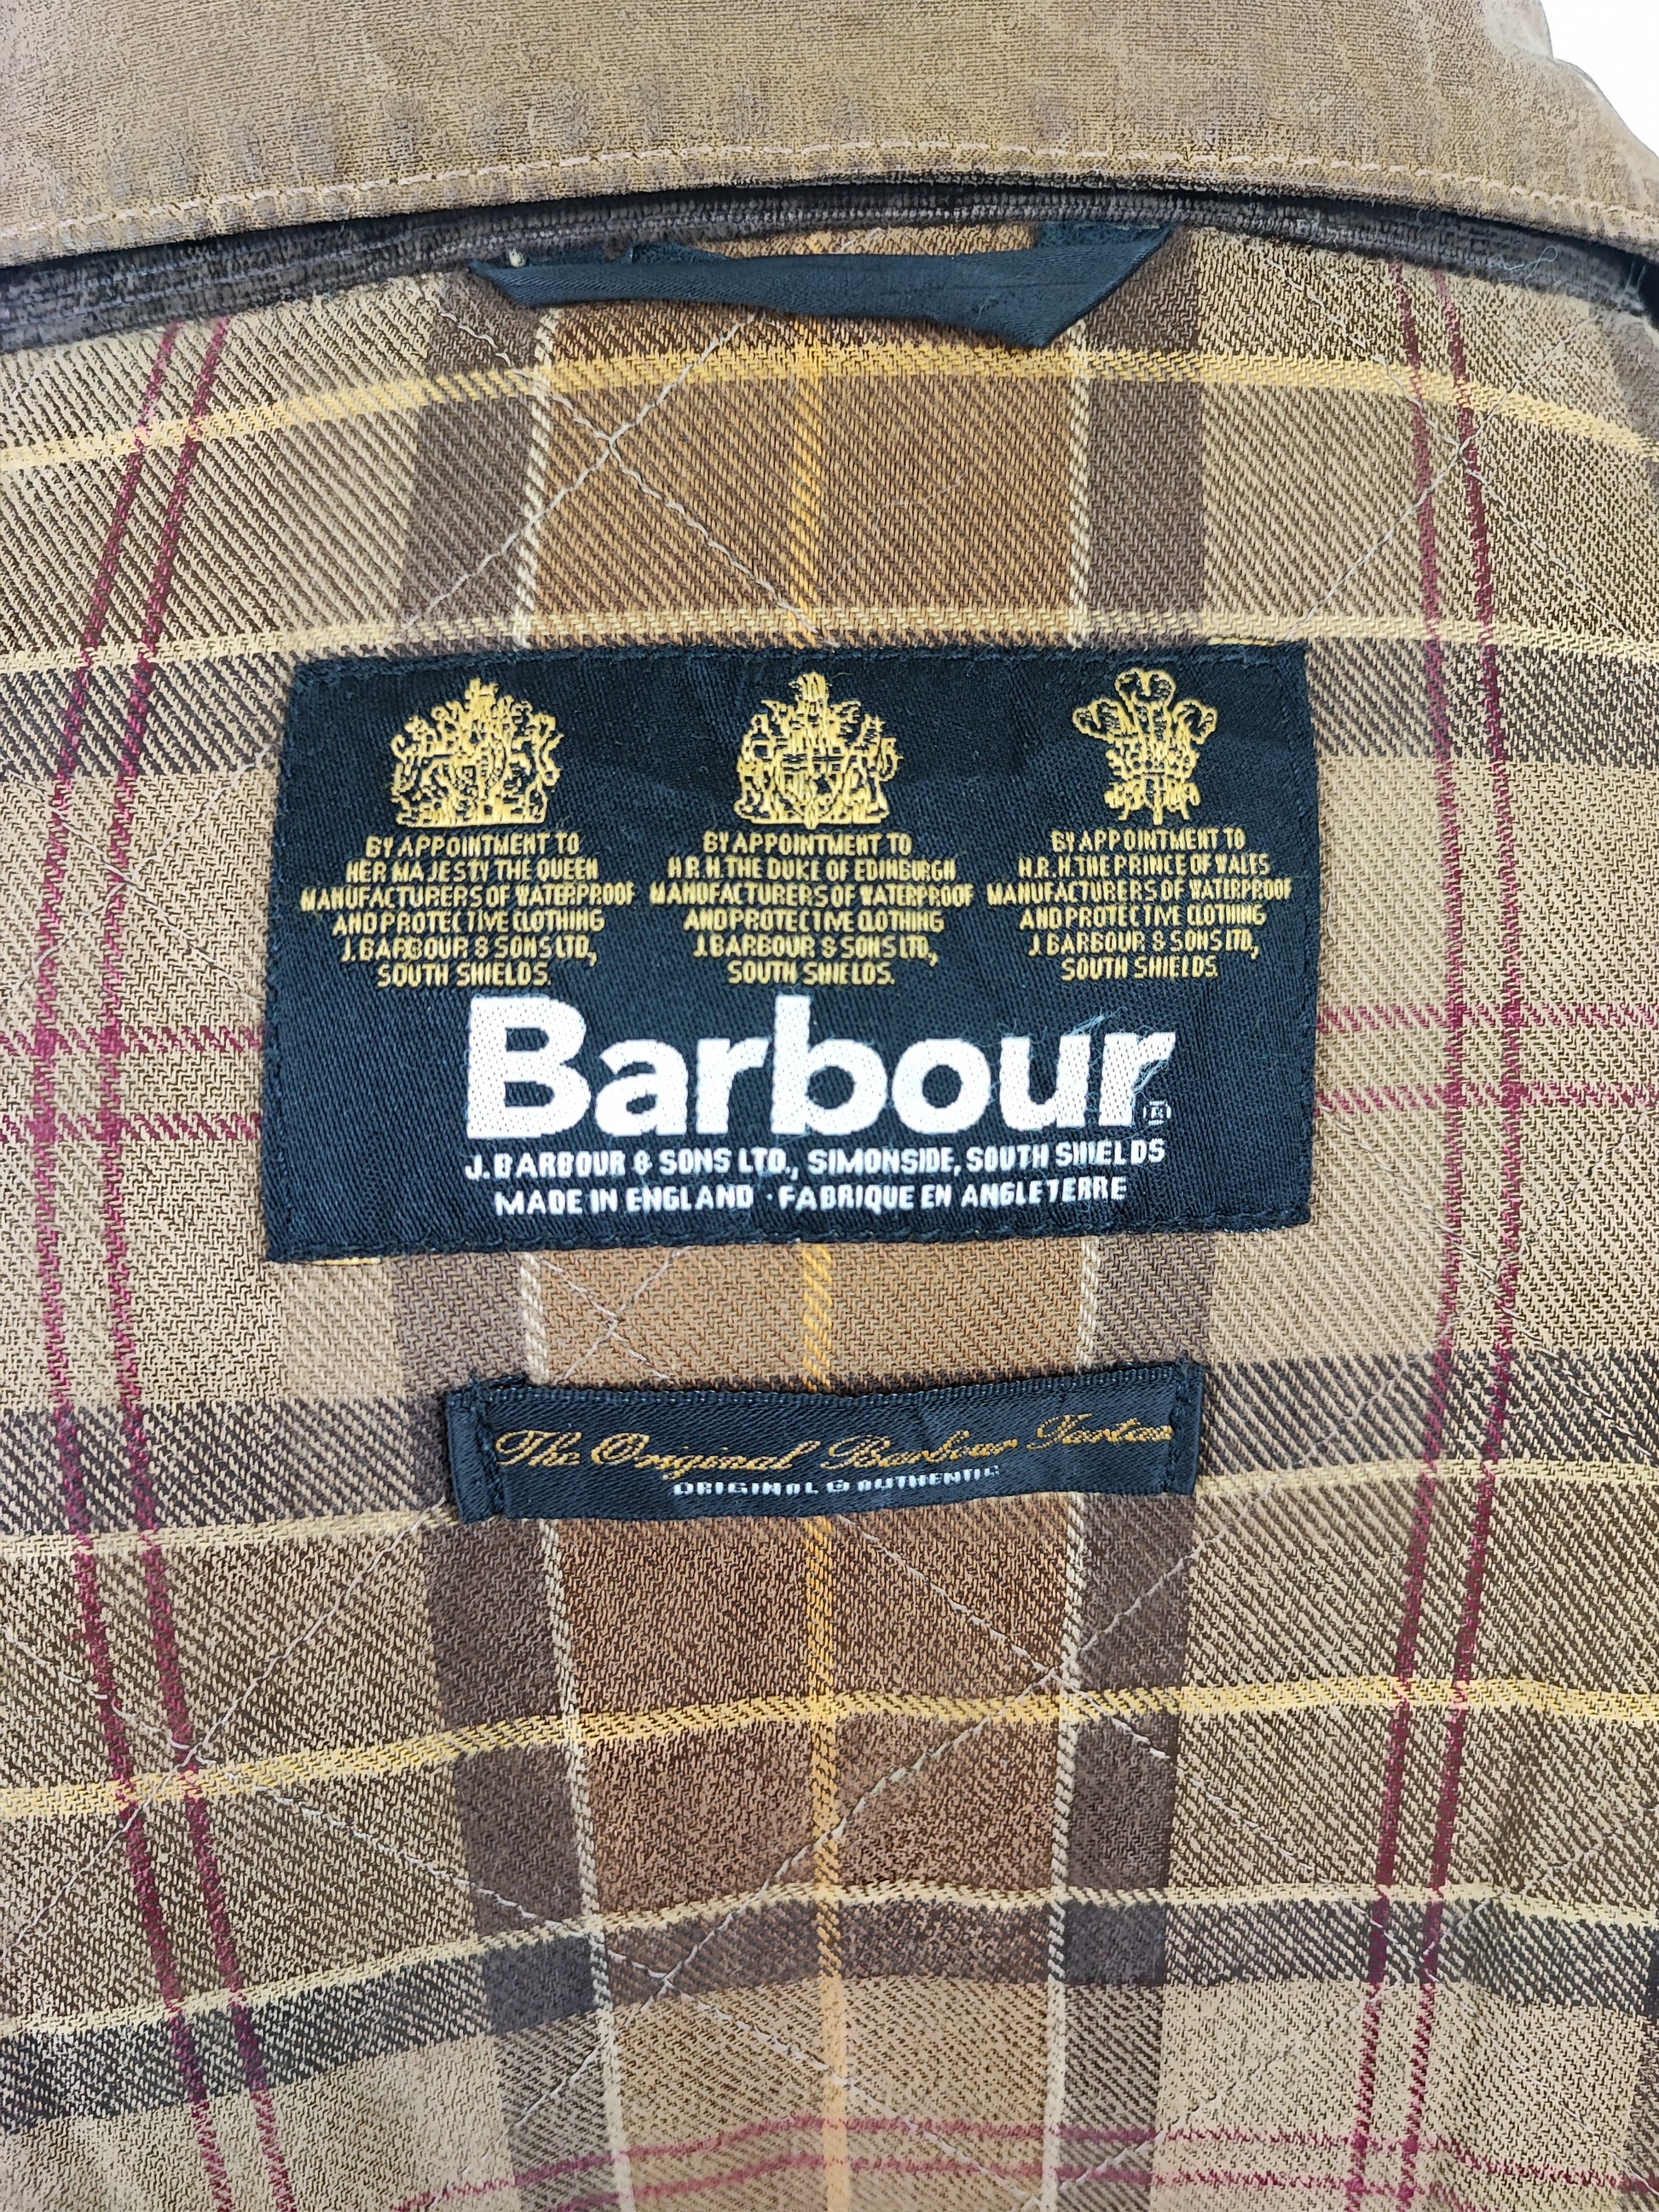 BY APPOINTMENT TO
HER MAJESTY THE QUEEN
MANUFACTURERS OF WATERPROOF
AND PROTECTIVE CLOTHING
J. BARBOUR & SONS LTD,
SOUTH SHIELDS.
BY APPOINTMENT TO
H.R.H. THE DUKE OF EDINBURGH
MANUFACTURERS OF WATERPROOF
AND PROTECTIVE CLOTHING
J. BARBOUR & SONS LTD,
SOUTH SHIELDS.
BY APPOINTMENT TO
H.R.H. THE PRINCE OF WALES
MANUFACTURERS OF WATERPROOF
AND PROTECTIVE CLOTHING
J. BARBOUR & SONS LTD,
SOUTH SHIELDS.
Barbour®
J. BARBOUR & SONS LTD., SIMONSIDE, SOUTH SHIELDS
MADE IN ENGLAND · FABRIQUE EN ANGLETERRE
The Original Barbour Tartan
ORIGINAL & AUTHENTIC